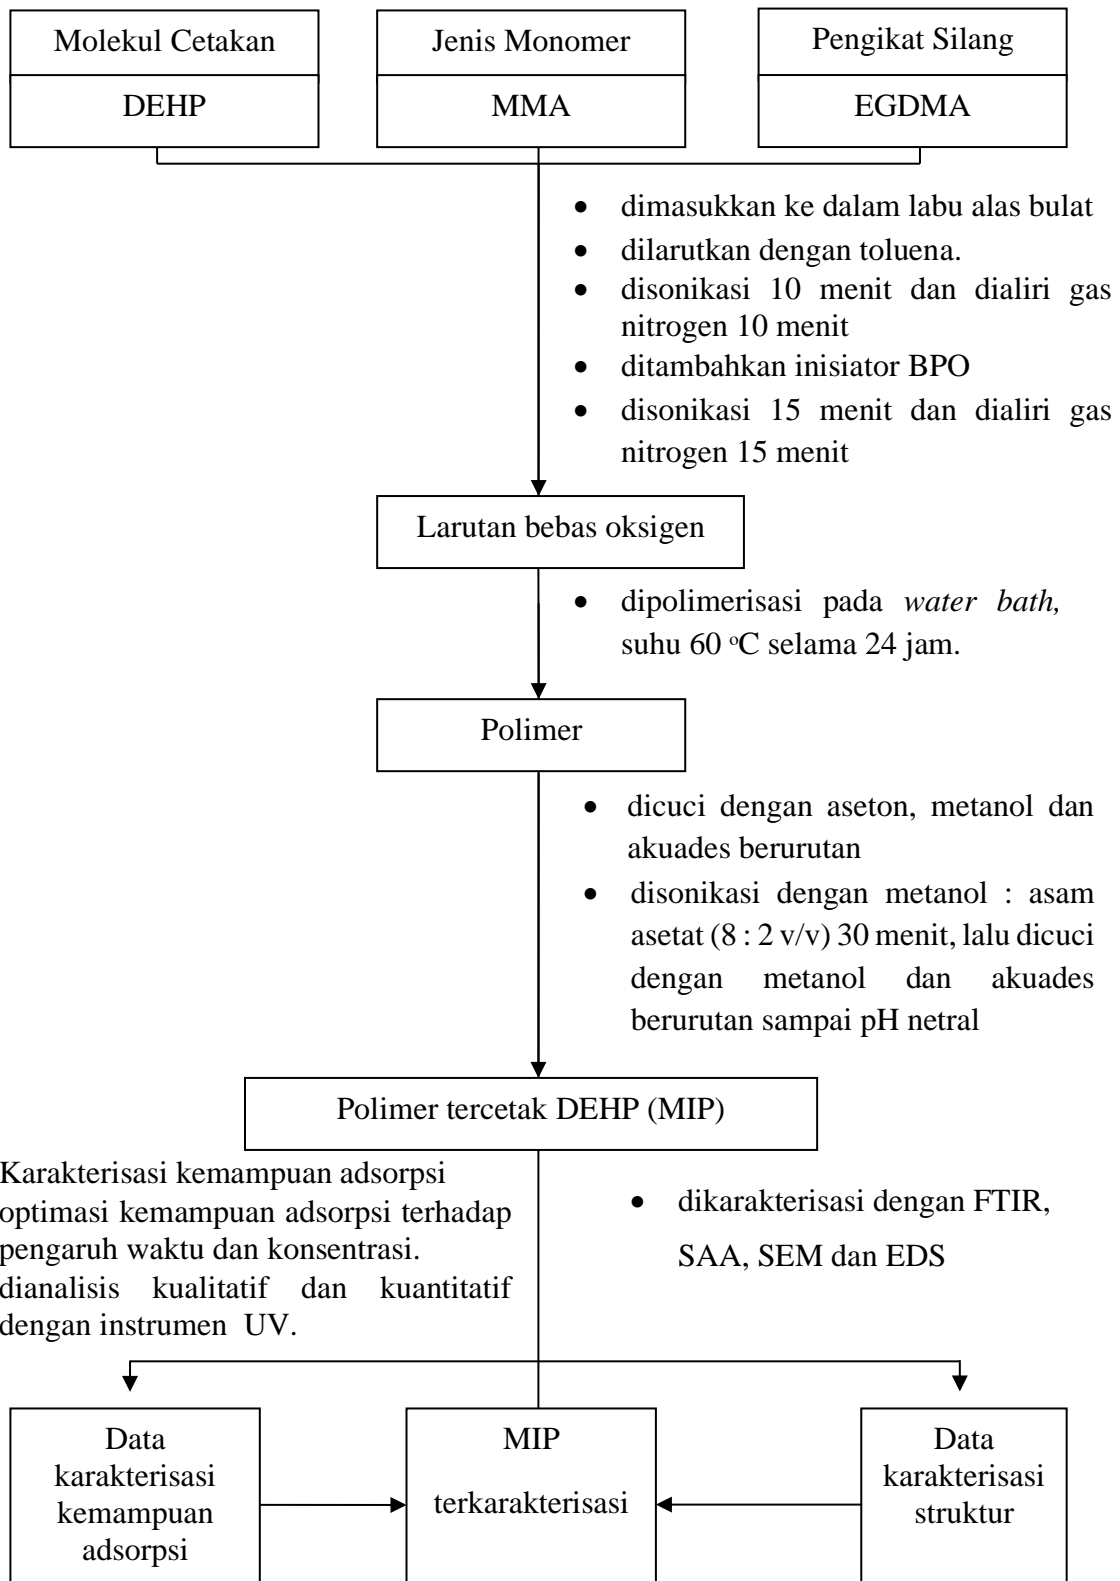 Molekul Cetakan
DEHP
Jenis Monomer
MMA
Pengikat Silang
EGDMA
• dimasukkan ke dalam labu alas bulat
• dilarutkan dengan toluena.
• disonikasi 10 menit dan dialiri gas
nitrogen 10 menit
• ditambahkan inisiator BPO
• disonikasi 15 menit dan dialiri gas
nitrogen 15 menit
Larutan bebas oksigen
• dipolimerisasi pada water bath,
suhu 60 °C selama 24 jam.
Polimer
• dicuci dengan aseton, metanol dan
akuades berurutan
• disonikasi dengan metanol : asam
asetat (8 : 2 v/v) 30 menit, lalu dicuci
dengan metanol dan akuades
berurutan sampai pH netral
Polimer tercetak DEHP (MIP)
Karakterisasi kemampuan adsorpsi
optimasi kemampuan adsorpsi terhadap
pengaruh waktu dan konsentrasi.
dianalisis kualitatif dan kuantitatif
dengan instrumen UV.
• dikarakterisasi dengan FTIR,
SAA, SEM dan EDS
Data
karakterisasi
kemampuan
adsorpsi
MIP
terkarakterisasi
Data
karakterisasi
struktur